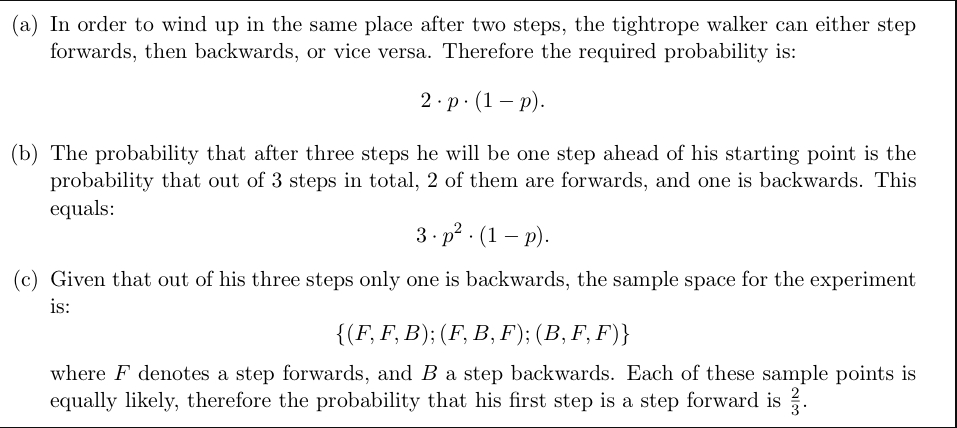 (a) In order to wind up in the same place after two steps, the tightrope walker can either step
forwards, then backwards, or vice versa. Therefore the required probability is:
2 · p · (1 − p).
(b) The probability that after three steps he will be one step ahead of his starting point is the
probability that out of 3 steps in total, 2 of them are forwards, and one is backwards. This
equals:
3 · p² · (1 − p).
(c) Given that out of his three steps only one is backwards, the sample space for the experiment
is:
{(F, F, B); (F, B, F); (B, F, F)}
where F denotes a step forwards, and B a step backwards. Each of these sample points is
equally likely, therefore the probability that his first step is a step forward is 2/3.